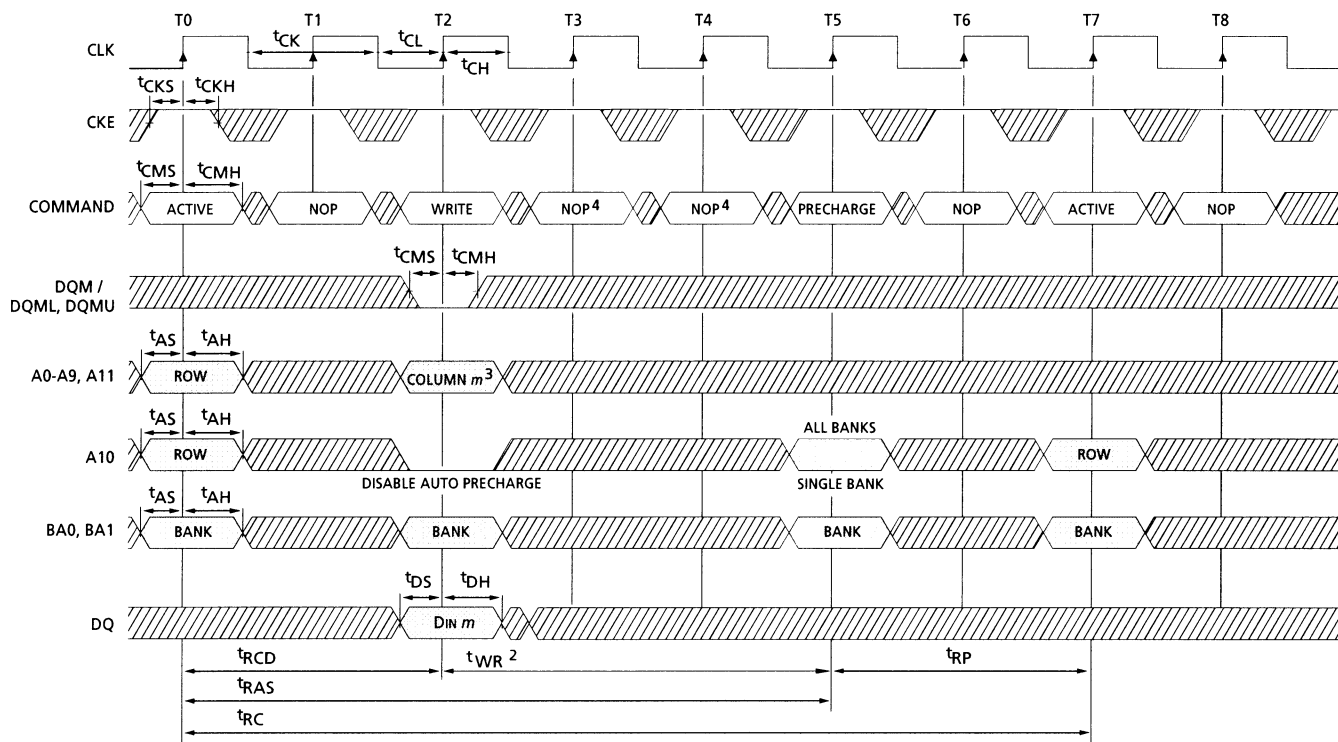 T0 T1 T2 T3 T4 T5 T6 T7 T8
CLK tCK tCL tCH
tCKS tCKH
CKE
tCMS tCMH
COMMAND ACTIVE NOP WRITE NOP4 NOP4 PRECHARGE NOP ACTIVE NOP
tCMS tCMH
DQM /
DQML, DQMU
tAS tAH
A0-A9, A11 ROW COLUMN m3
tAS tAH ALL BANKS
A10 ROW ROW
DISABLE AUTO PRECHARGE SINGLE BANK
tAS tAH
BA0, BA1 BANK BANK BANK BANK
tDS tDH
DQ DIN m
tRCD tWR 2 tRP
tRAS
tRC